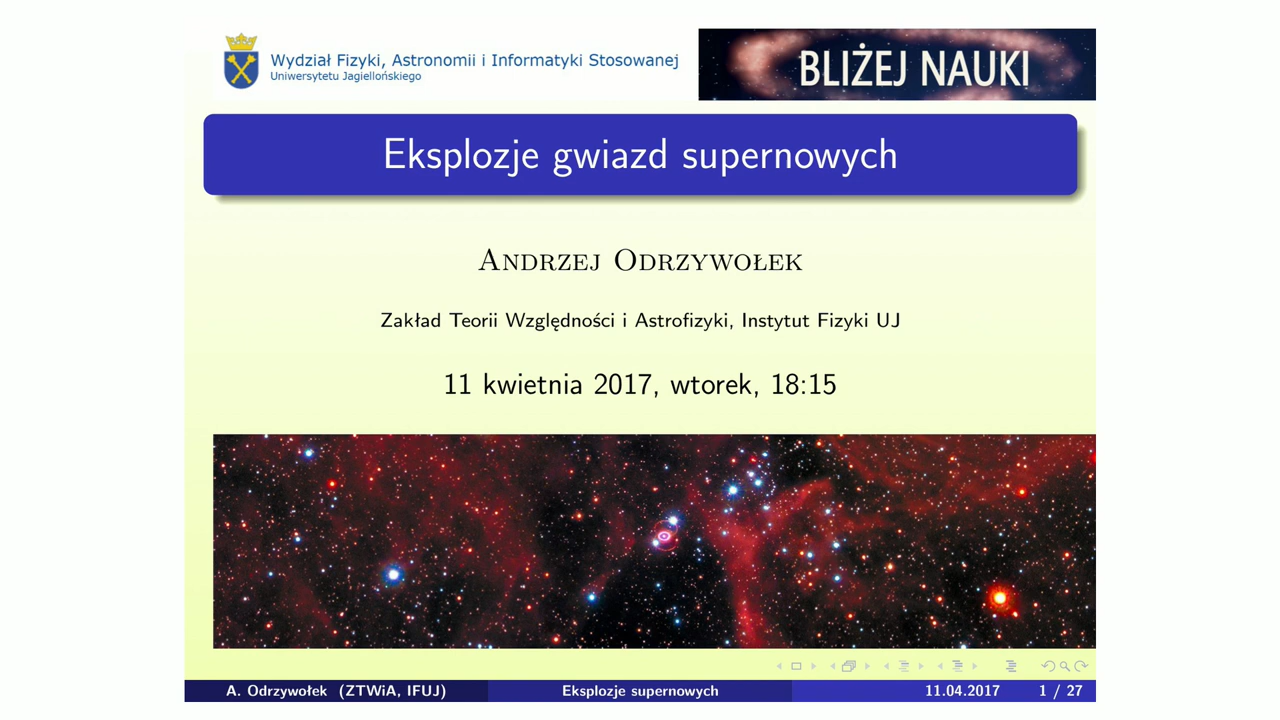 Wydział Fizyki, Astronomii i Informatyki Stosowanej
Uniwersytetu Jagiellońskiego
BLIŻEJ NAUKI
Eksplozje gwiazd supernowych
Andrzej Odrzywołek
Zakład Teorii Względności i Astrofizyki, Instytut Fizyki UJ
11 kwietnia 2017, wtorek, 18:15
A. Odrzywołek (ZTWiA, IFUJ) Eksplozje supernowych 11.04.2017 1 / 27